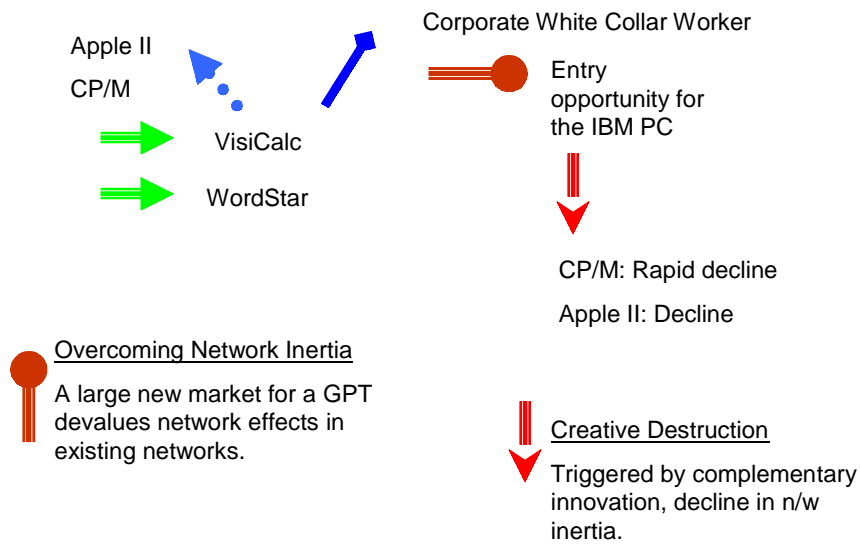 Corporate White Collar Worker
Apple II
CP/M
VisiCalc
WordStar
Entry
opportunity for
the IBM PC
CP/M: Rapid decline
Apple II: Decline
Overcoming Network Inertia
A large new market for a GPT
devalues network effects in
existing networks.
Creative Destruction
Triggered by complementary
innovation, decline in n/w
inertia.